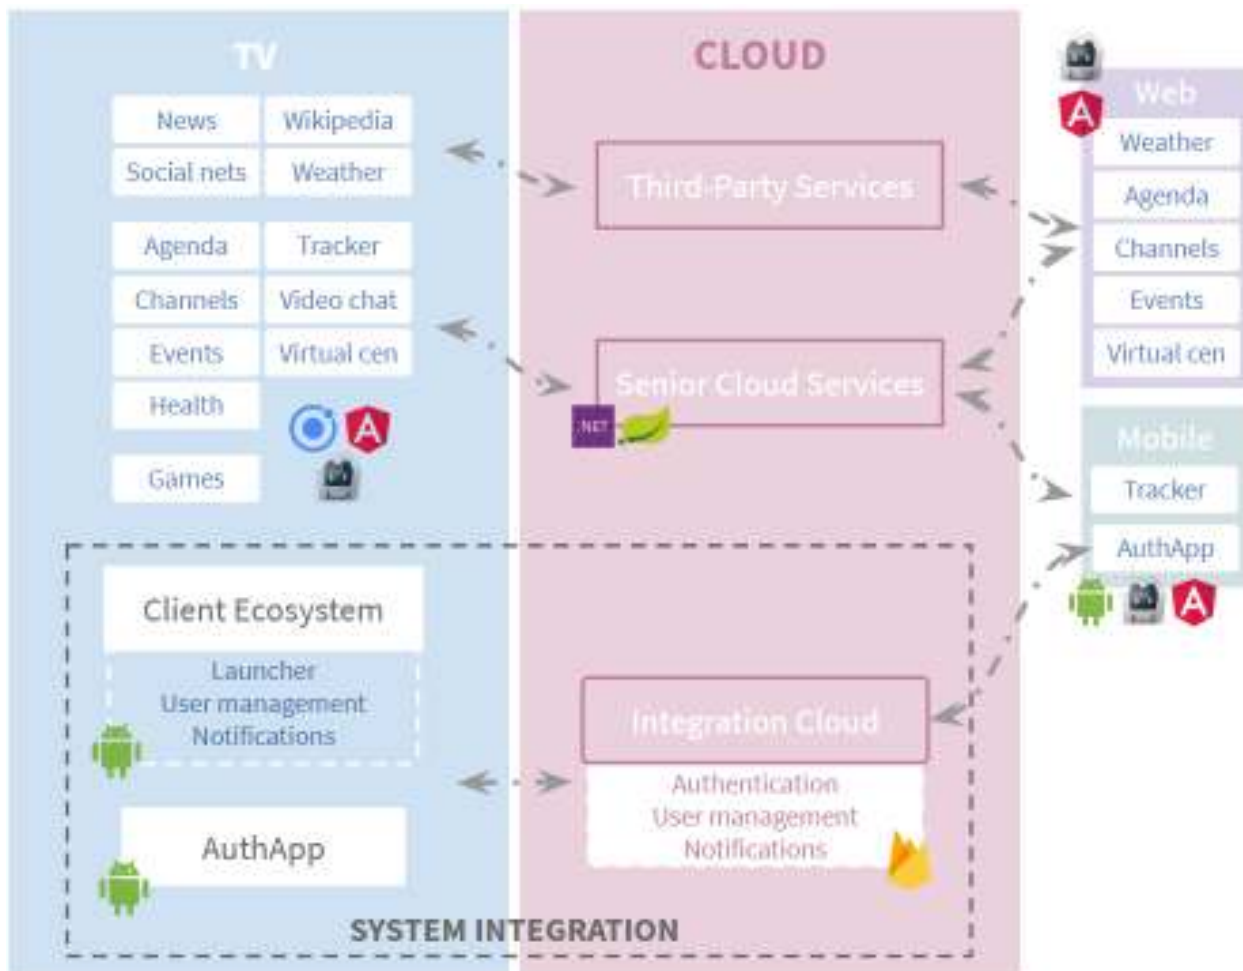 TV
News
Wikipedia
Social nets
Weather
Agenda
Tracker
Channels
Video chat
Events
Virtual cen
Health
Games
Client Ecosystem
Launcher
User management
Notifications
AuthApp
CLOUD
Third-Party Services
Senior Cloud Services
.NET
Integration Cloud
Authentication
User management
Notifications
SYSTEM INTEGRATION
Web
Weather
Agenda
Channels
Events
Virtual cen
Mobile
Tracker
AuthApp